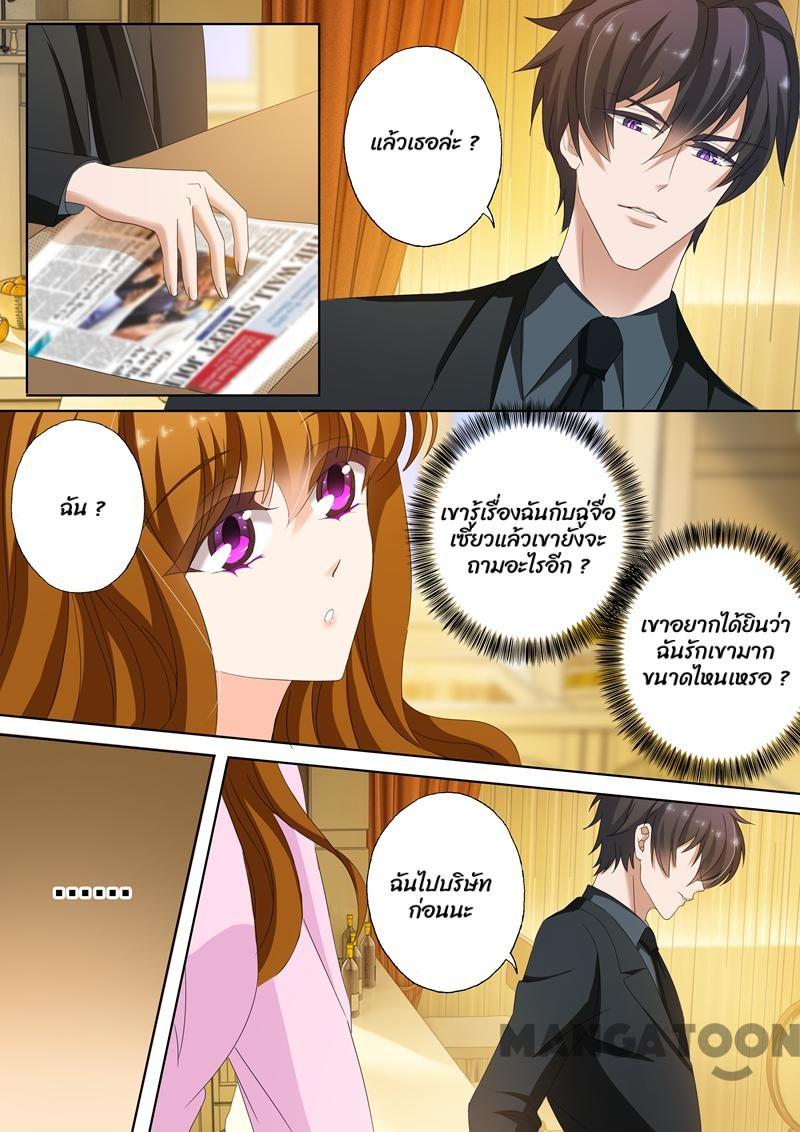 แล้วเธอล่ะ ?
THE WALL STREET JOU
ฉัน ?
เขารู้เรื่องฉันกับฉู่จื่อ
เซียวแล้วเขายังจะ
ถามอะไรอีก ?
เขาอยากได้ยินว่า
ฉันรักเขามาก
ขนาดไหนเหรอ ?
......
ฉันไปบริษัท
ก่อนนะ
MANGATOON